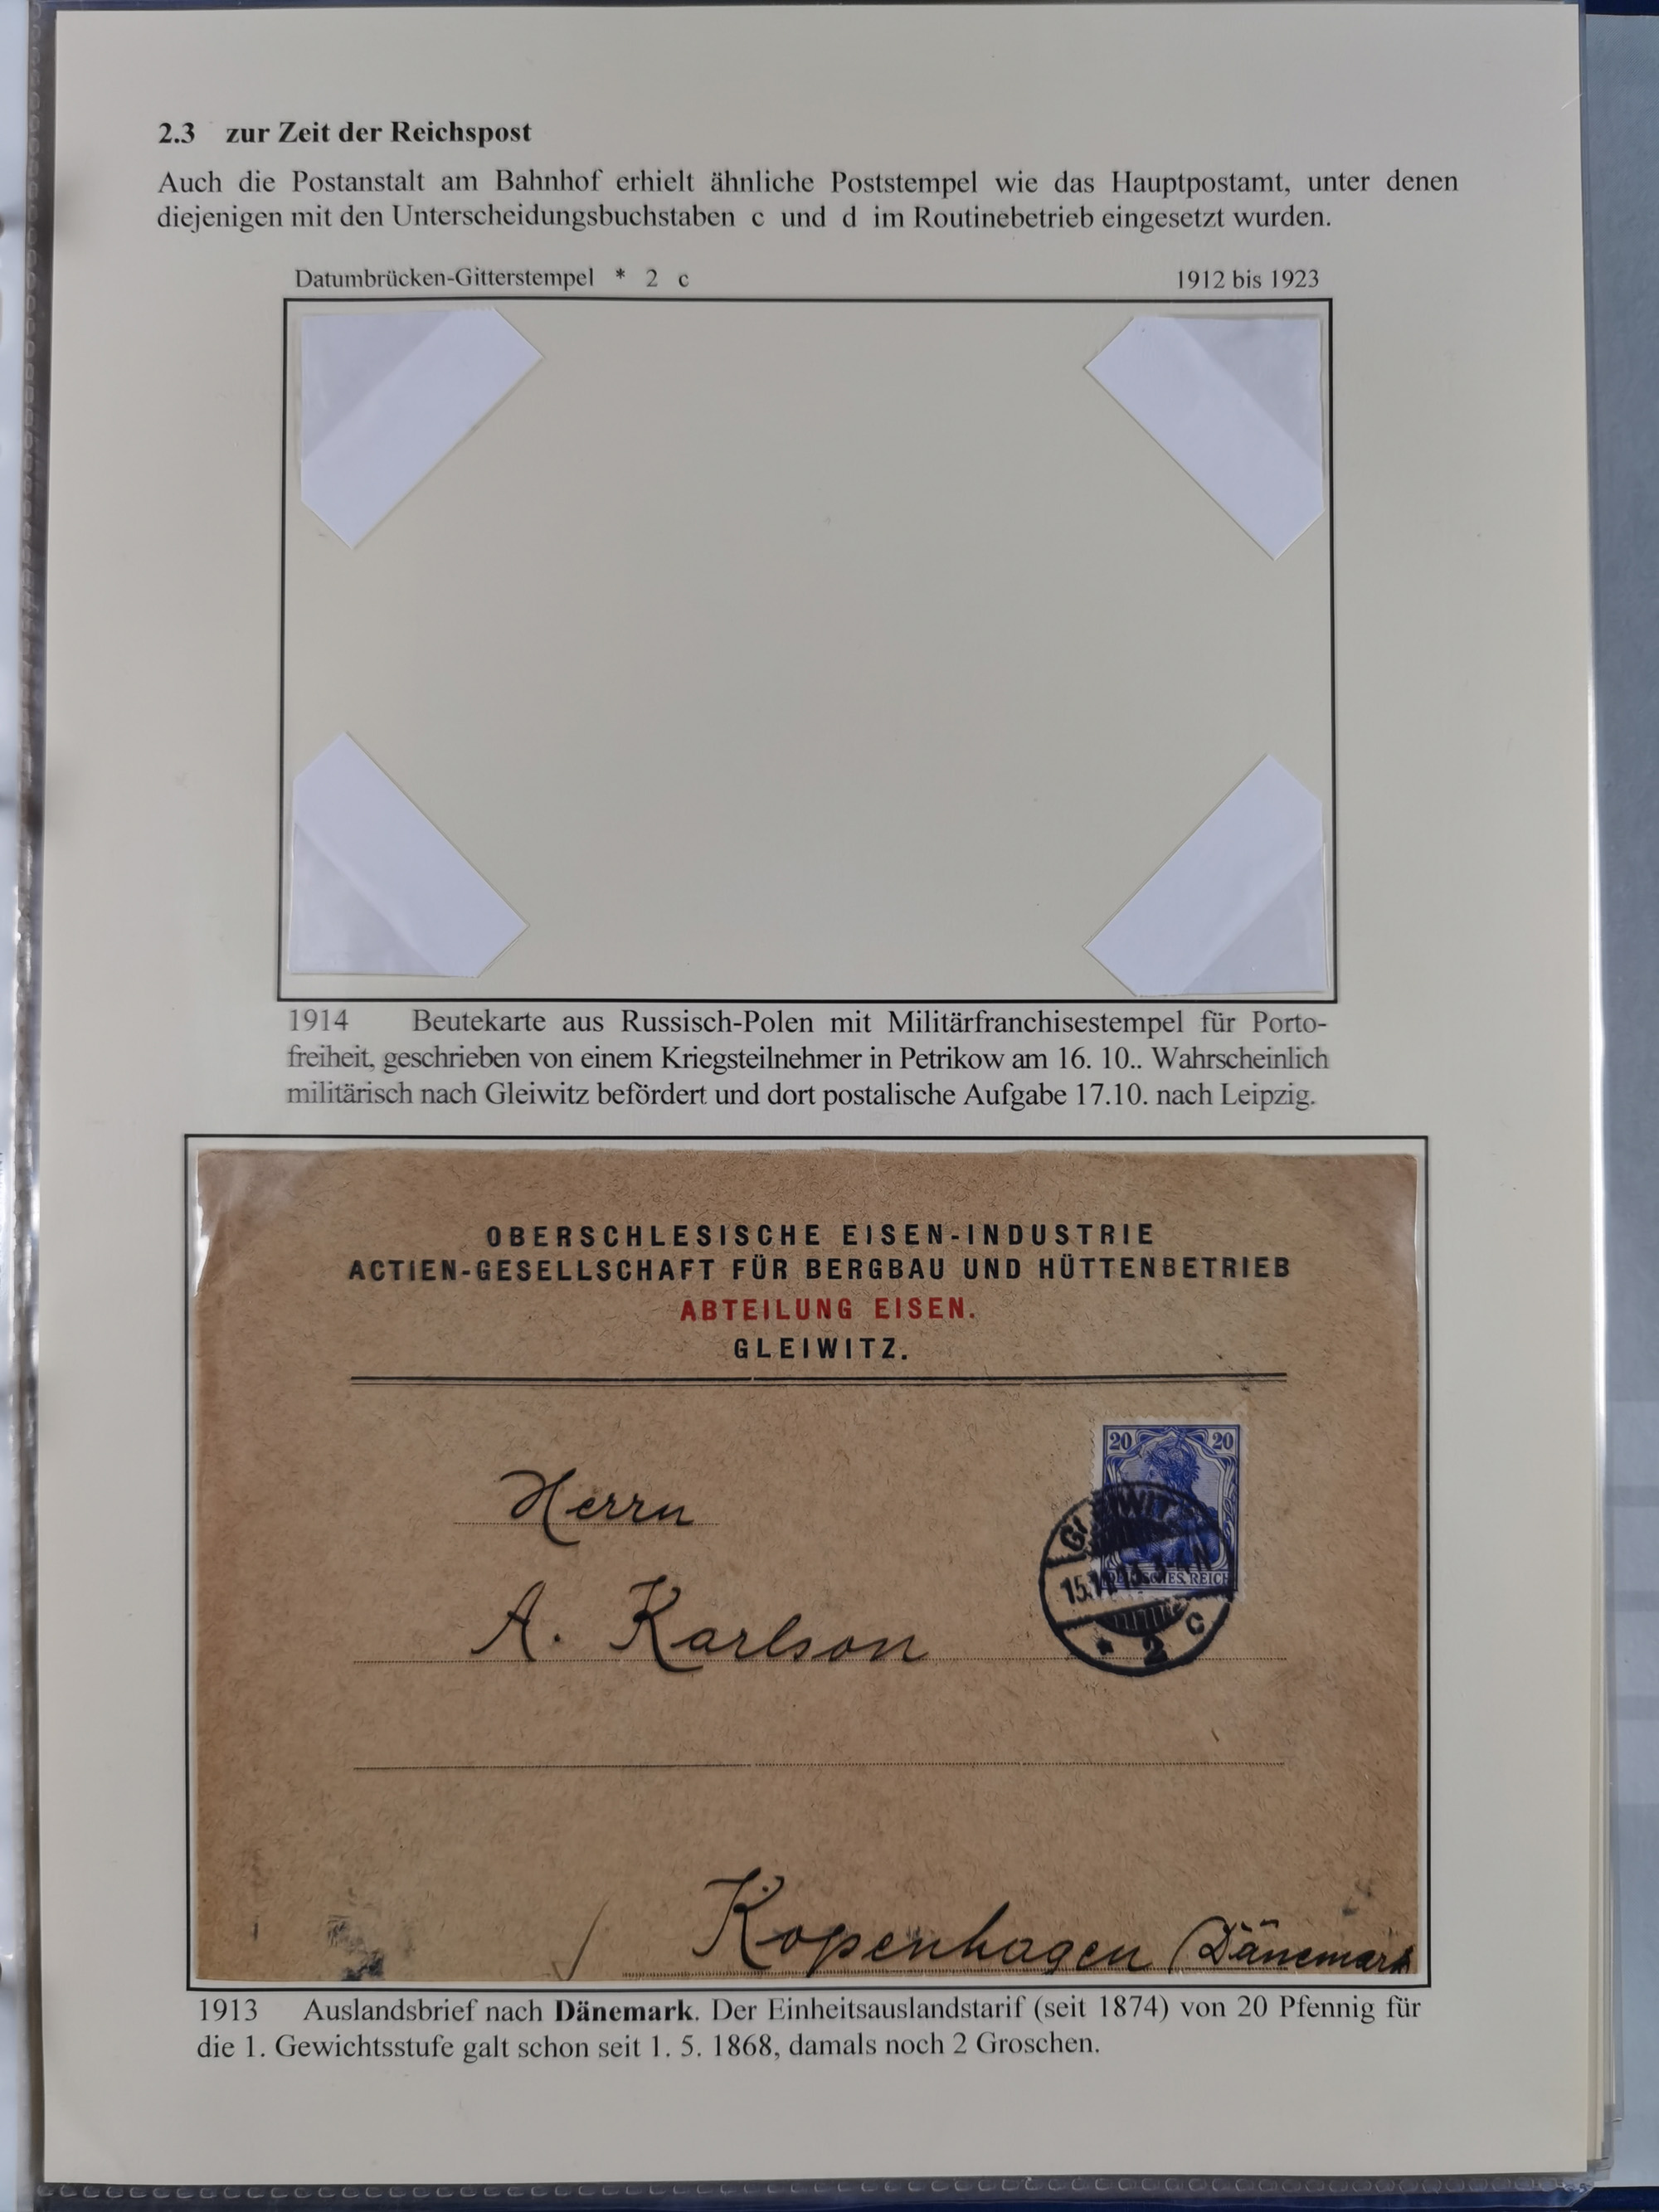 2.3 zur Zeit der Reichspost
Auch die Postanstalt am Bahnhof erhielt ähnliche Poststempel wie das Hauptpostamt, unter denen
diejenigen mit den Unterscheidungsbuchstaben c und d im Routinebetrieb eingesetzt wurden.
Datumbrücken-Gitterstempel * 2 c 1912 bis 1923
1914 Beutekarte aus Russisch-Polen mit Militärfranchisestempel für Porto-
freiheit, geschrieben von einem Kriegsteilnehmer in Petrikow am 16. 10.. Wahrscheinlich
militärisch nach Gleiwitz befördert und dort postalische Aufgabe 17.10. nach Leipzig.
OBERSCHLESISCHE EISEN-INDUSTRIE
ACTIEN-GESELLSCHAFT FÜR BERGBAU UND HÜTTENBETRIEB
ABTEILUNG EISEN.
GLEIWITZ.
20 20
DEUTSCHES REICH
* 2 c
Herrn
A. Karlson
Kopenhagen (Dänemark
1913 Auslandsbrief nach Dänemark. Der Einheitsauslandstarif (seit 1874) von 20 Pfennig für
die 1. Gewichtsstufe galt schon seit 1. 5. 1868, damals noch 2 Groschen.